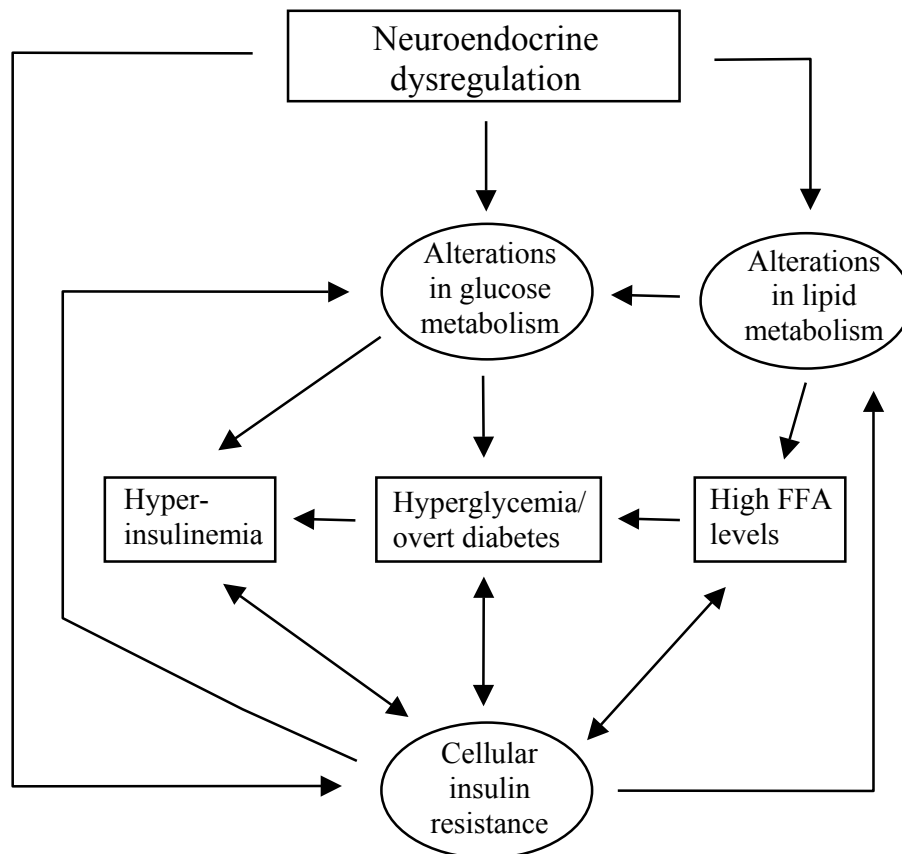 Neuroendocrine
dysregulation
Alterations
in glucose
metabolism
Alterations
in lipid
metabolism
Hyper-
insulinemia
Hyperglycemia/
overt diabetes
High FFA
levels
Cellular
insulin
resistance